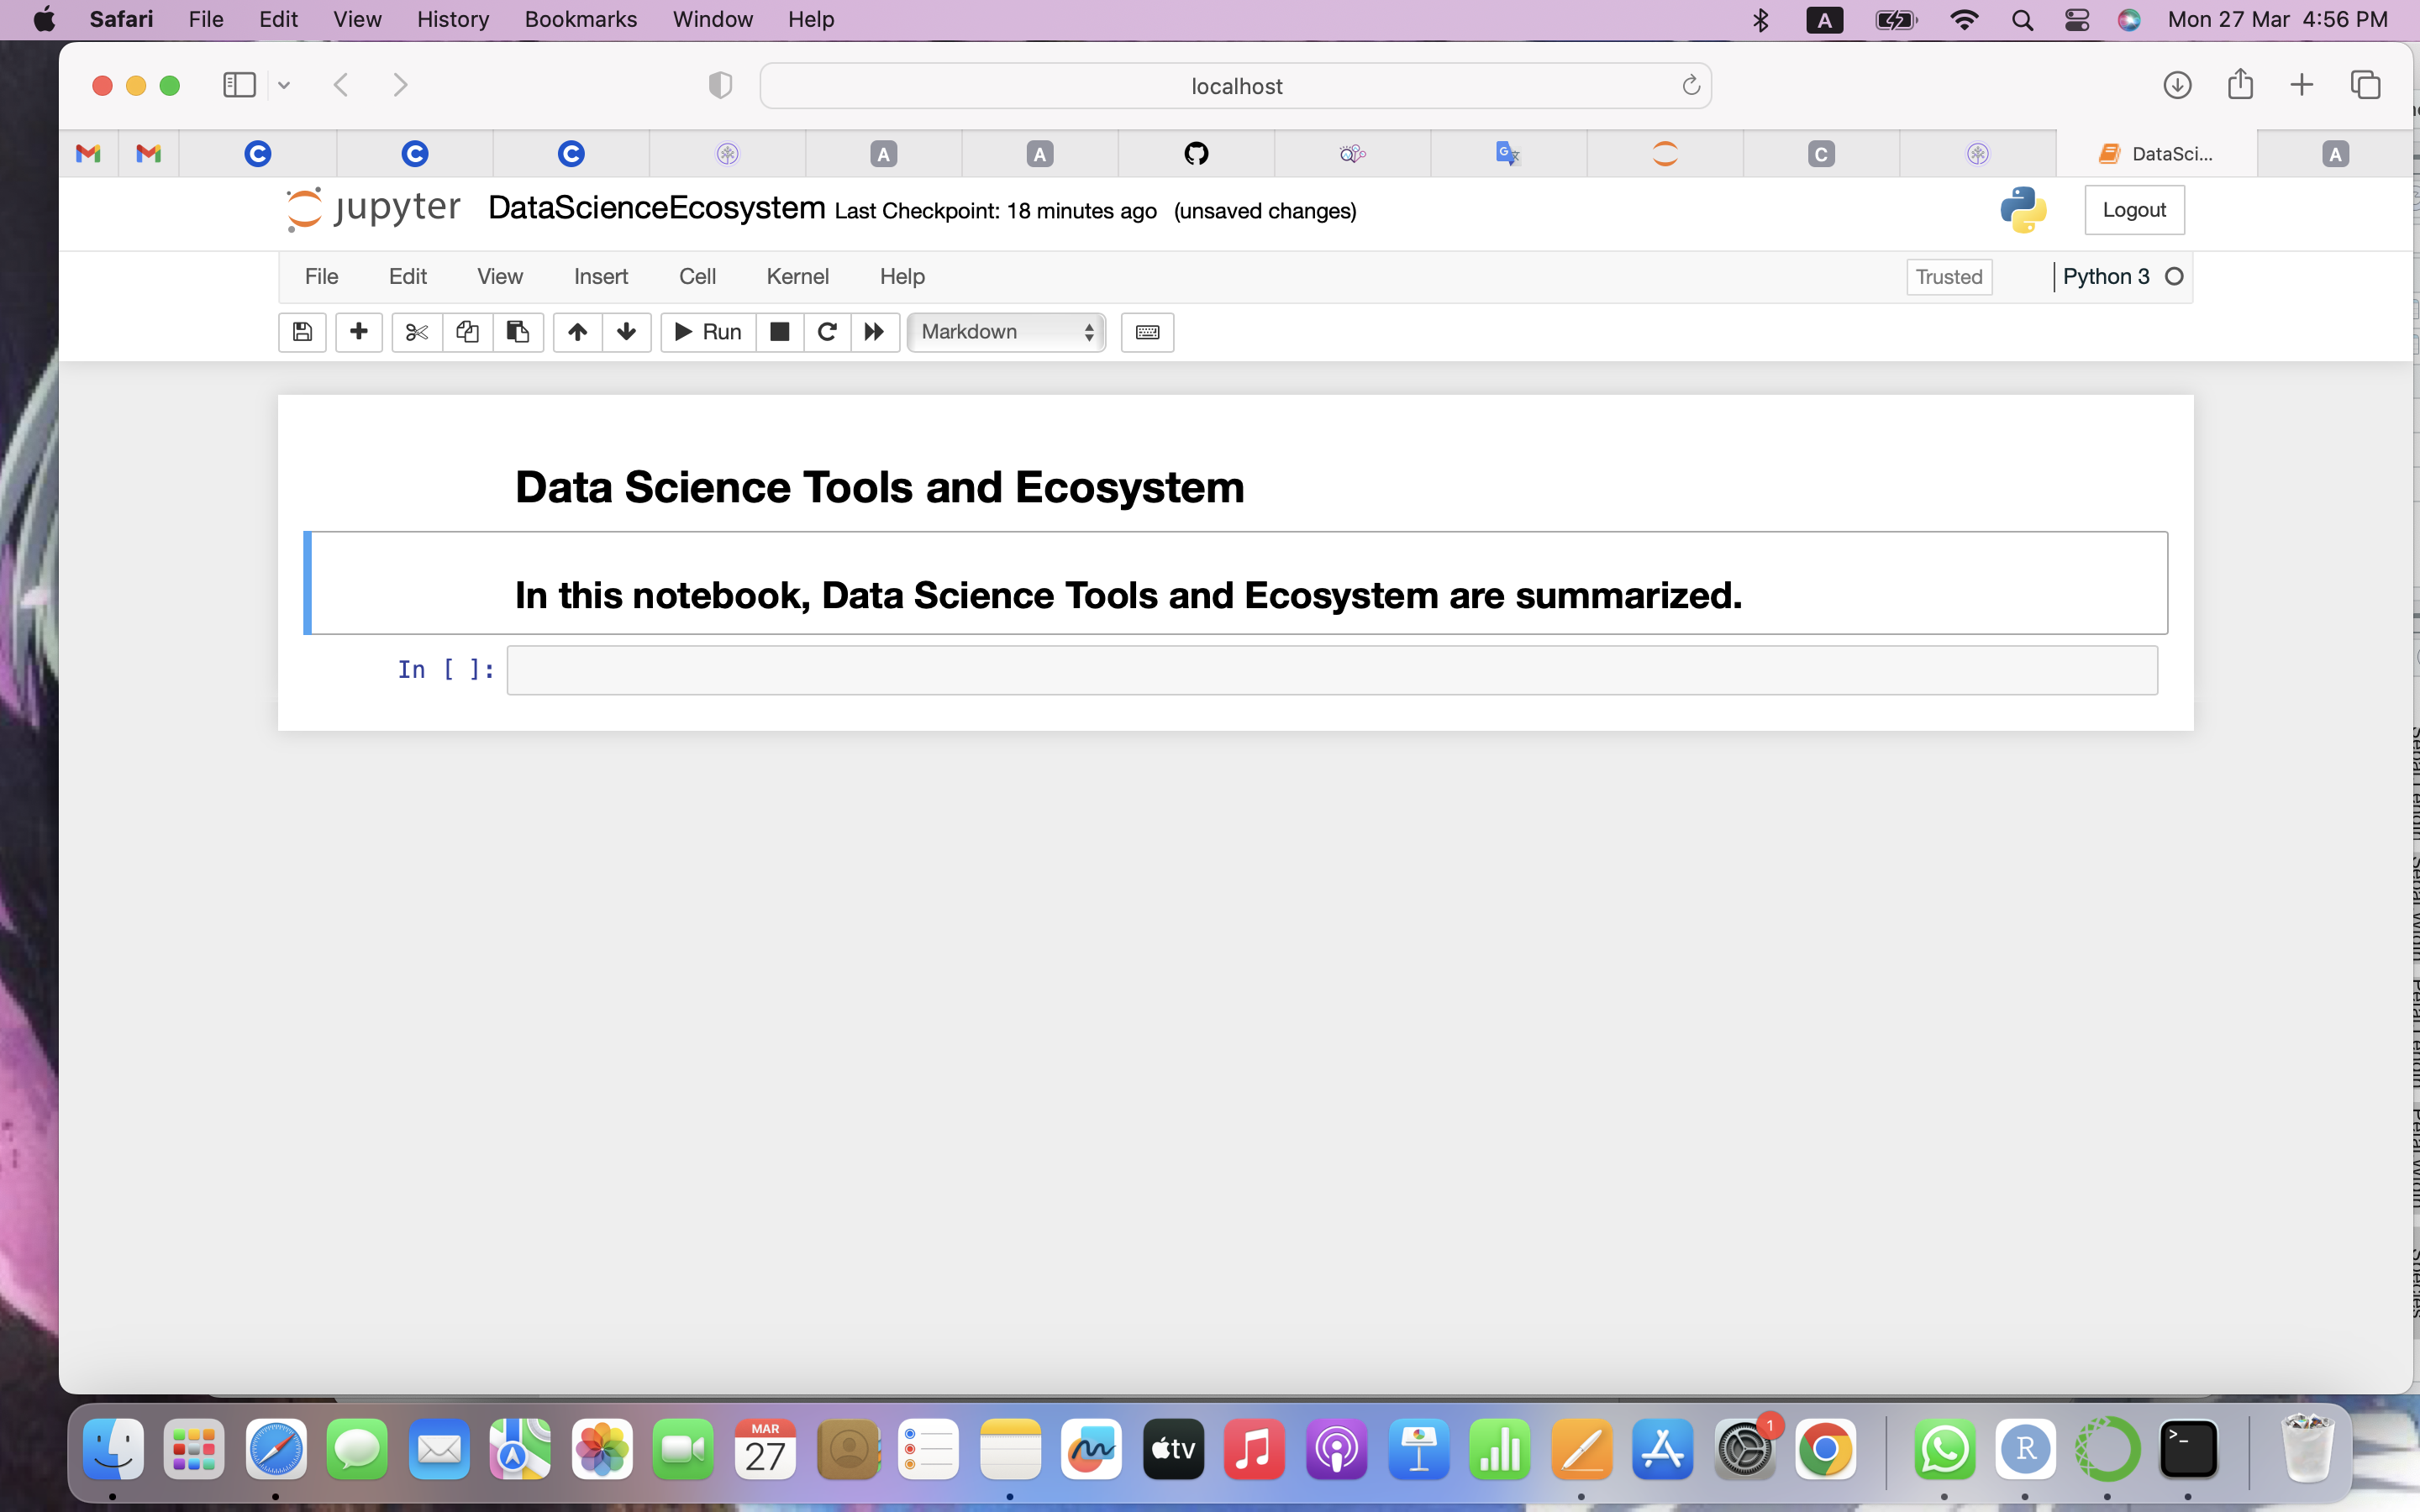 Safari File Edit View History Bookmarks Window Help A Mon 27 Mar 4:56 PM
localhost
C C C A A G C DataSci... A
jupyter DataScienceEcosystem Last Checkpoint: 18 minutes ago (unsaved changes) Logout
File Edit View Insert Cell Kernel Help Trusted Python 3
Run Markdown
Data Science Tools and Ecosystem
In this notebook, Data Science Tools and Ecosystem are summarized.
In [ ]:
MAR
27
tv
1
R
>_
Species